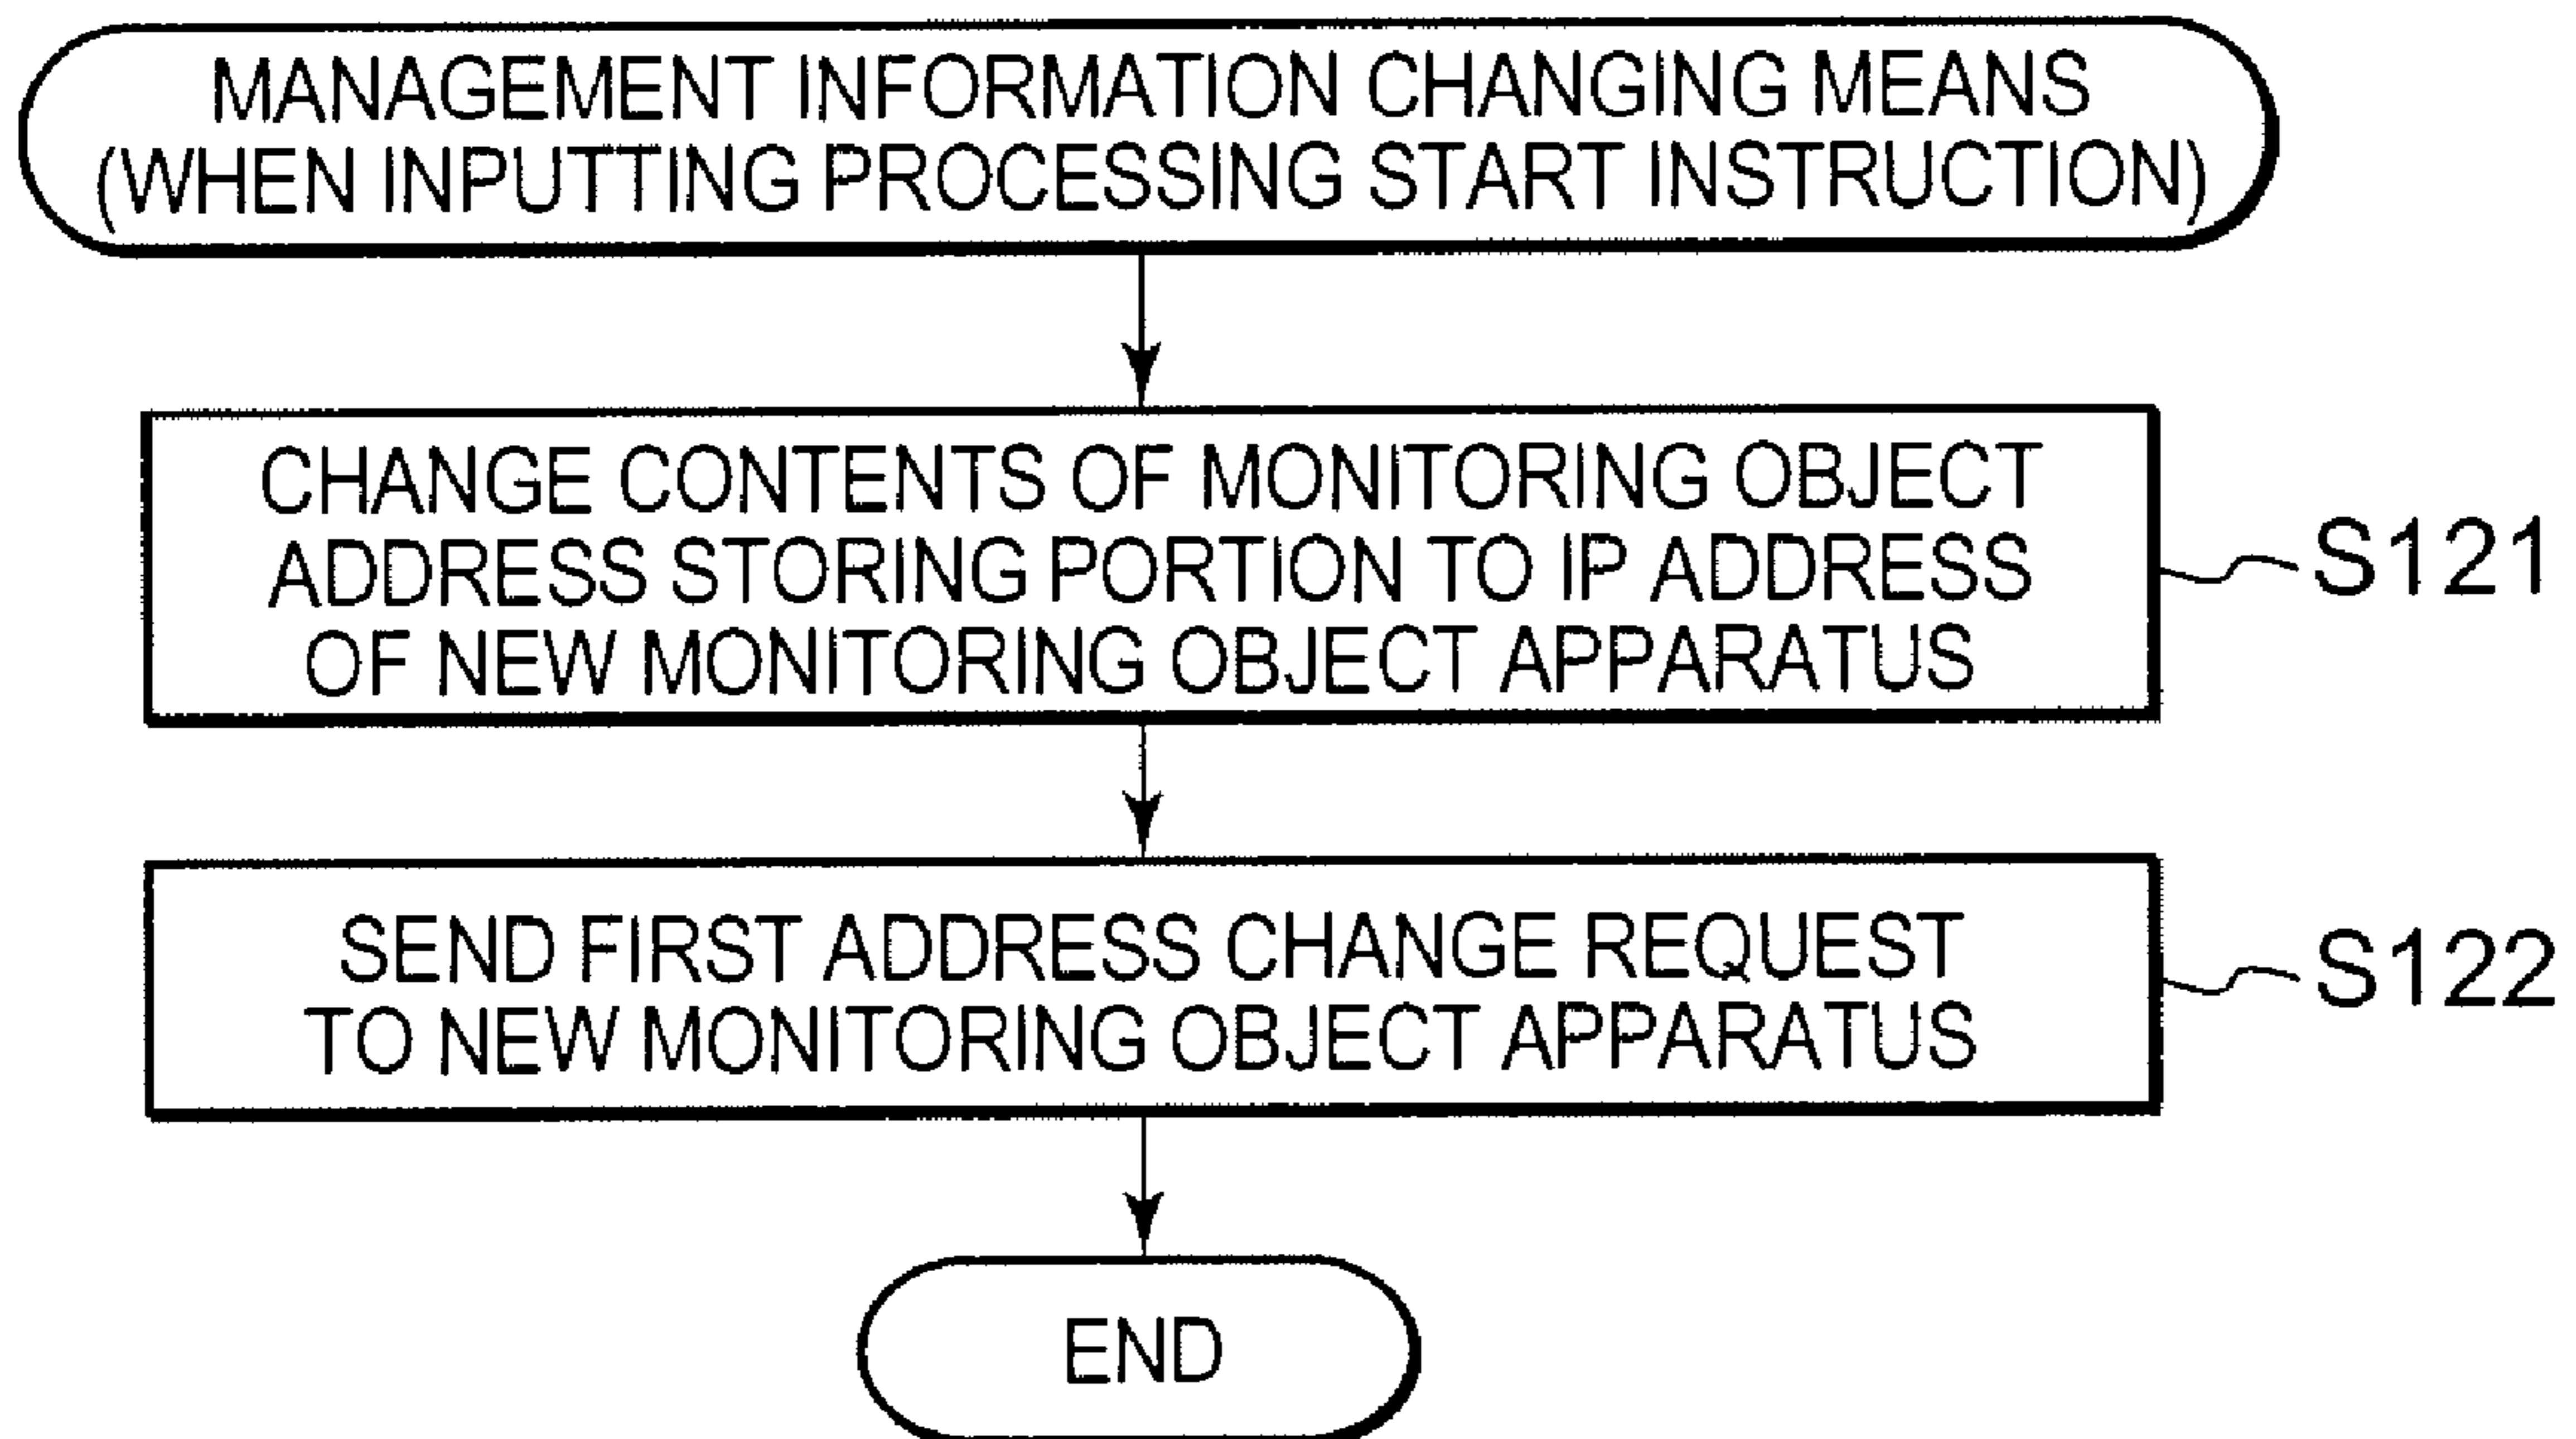 MANAGEMENT INFORMATION CHANGING MEANS
(WHEN INPUTTING PROCESSING START INSTRUCTION)
CHANGE CONTENTS OF MONITORING OBJECT
ADDRESS STORING PORTION TO IP ADDRESS
OF NEW MONITORING OBJECT APPARATUS
S121
SEND FIRST ADDRESS CHANGE REQUEST
TO NEW MONITORING OBJECT APPARATUS
S122
END